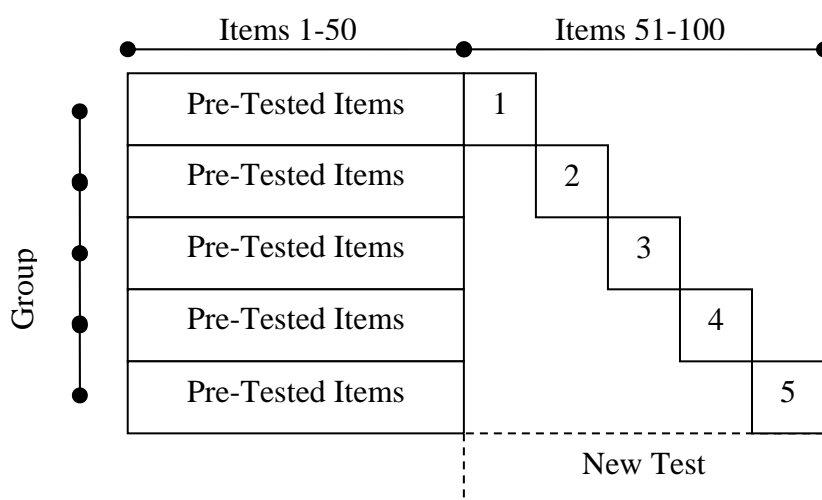 Items 1-50 Items 51-100
Pre-Tested Items 1
Pre-Tested Items 2
Pre-Tested Items 3
Pre-Tested Items 4
Pre-Tested Items 5
Group
New Test